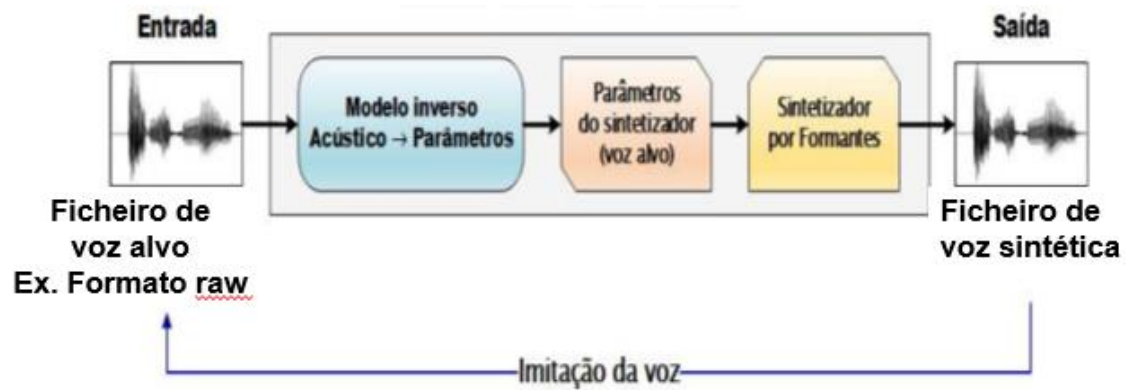 Entrada
Saída
Modelo inverso
Acústico → Parâmetros
Parâmetros
do sintetizador
(voz alvo)
Sintetizador
por Formantes
Ficheiro de
voz alvo
Ex. Formato raw
Ficheiro de
voz sintética
Imitação da voz